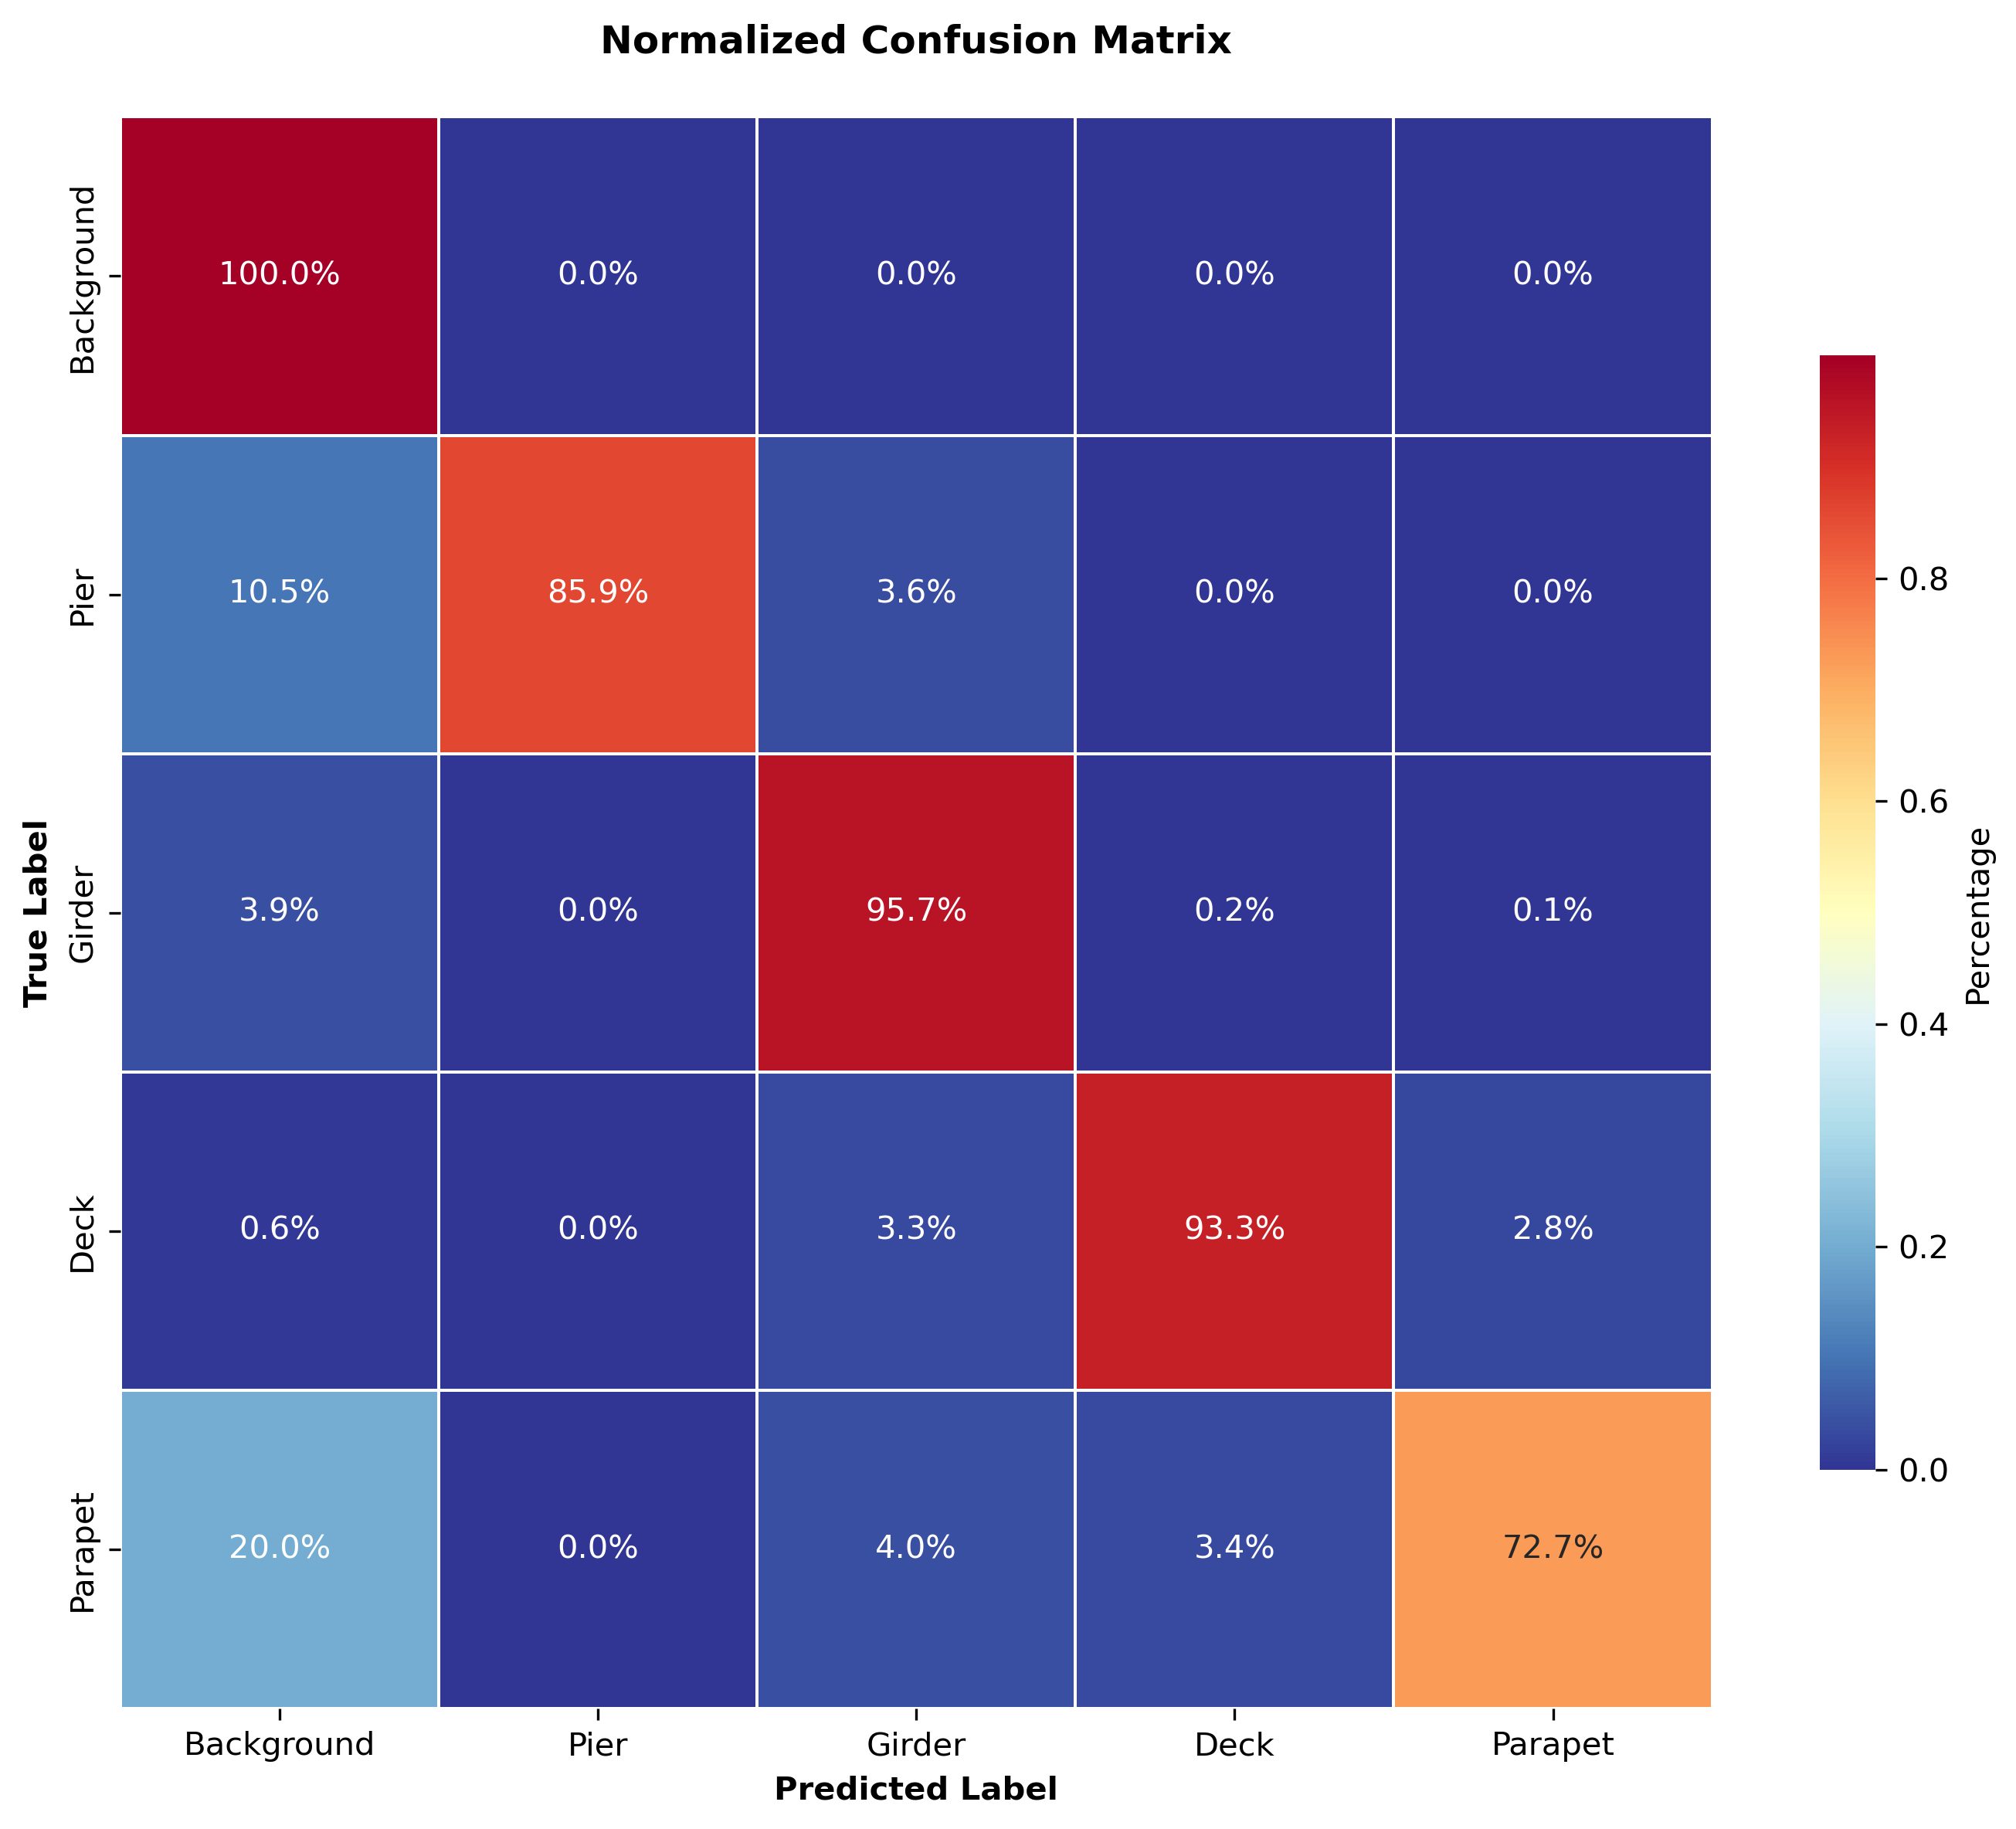 Normalized Confusion Matrix
Background 100.0% 0.0% 0.0% 0.0% 0.0%
Pier 10.5% 85.9% 3.6% 0.0% 0.0%
Girder 3.9% 0.0% 95.7% 0.2% 0.1%
Deck 0.6% 0.0% 3.3% 93.3% 2.8%
Parapet 20.0% 0.0% 4.0% 3.4% 72.7%
True Label
Background Pier Girder Deck Parapet
Predicted Label
0.8
0.6
0.4
0.2
0.0
Percentage